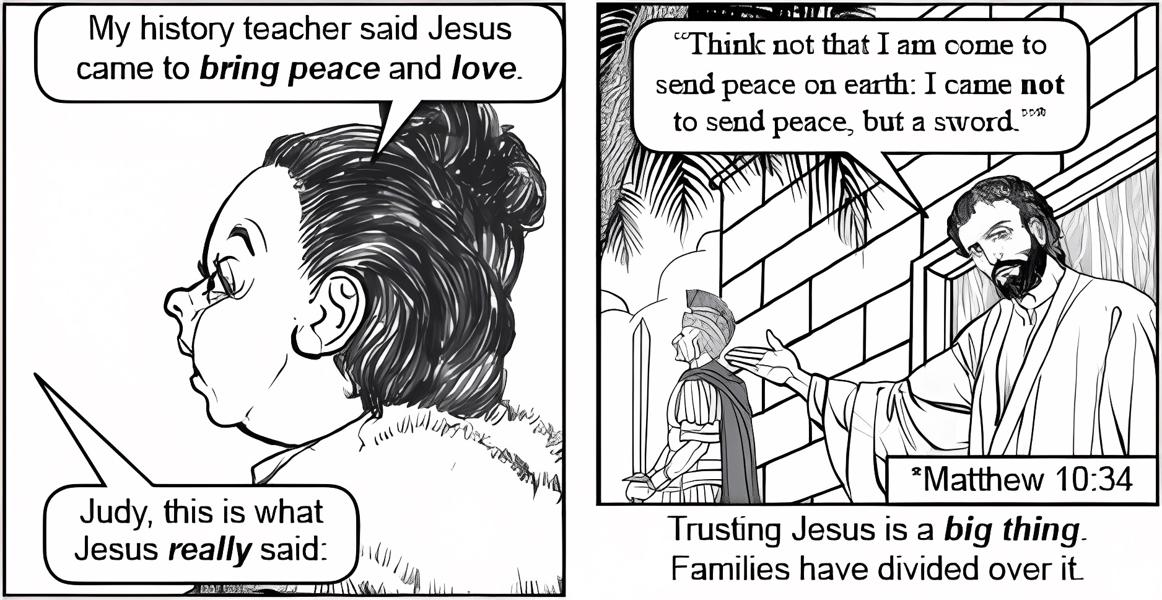 My history teacher said Jesus
came to bring peace and love.
Judy, this is what
Jesus really said:
“Think not that I am come to
send peace on earth: I came not
to send peace, but a sword.”
*Matthew 10:34
Trusting Jesus is a big thing.
Families have divided over it.